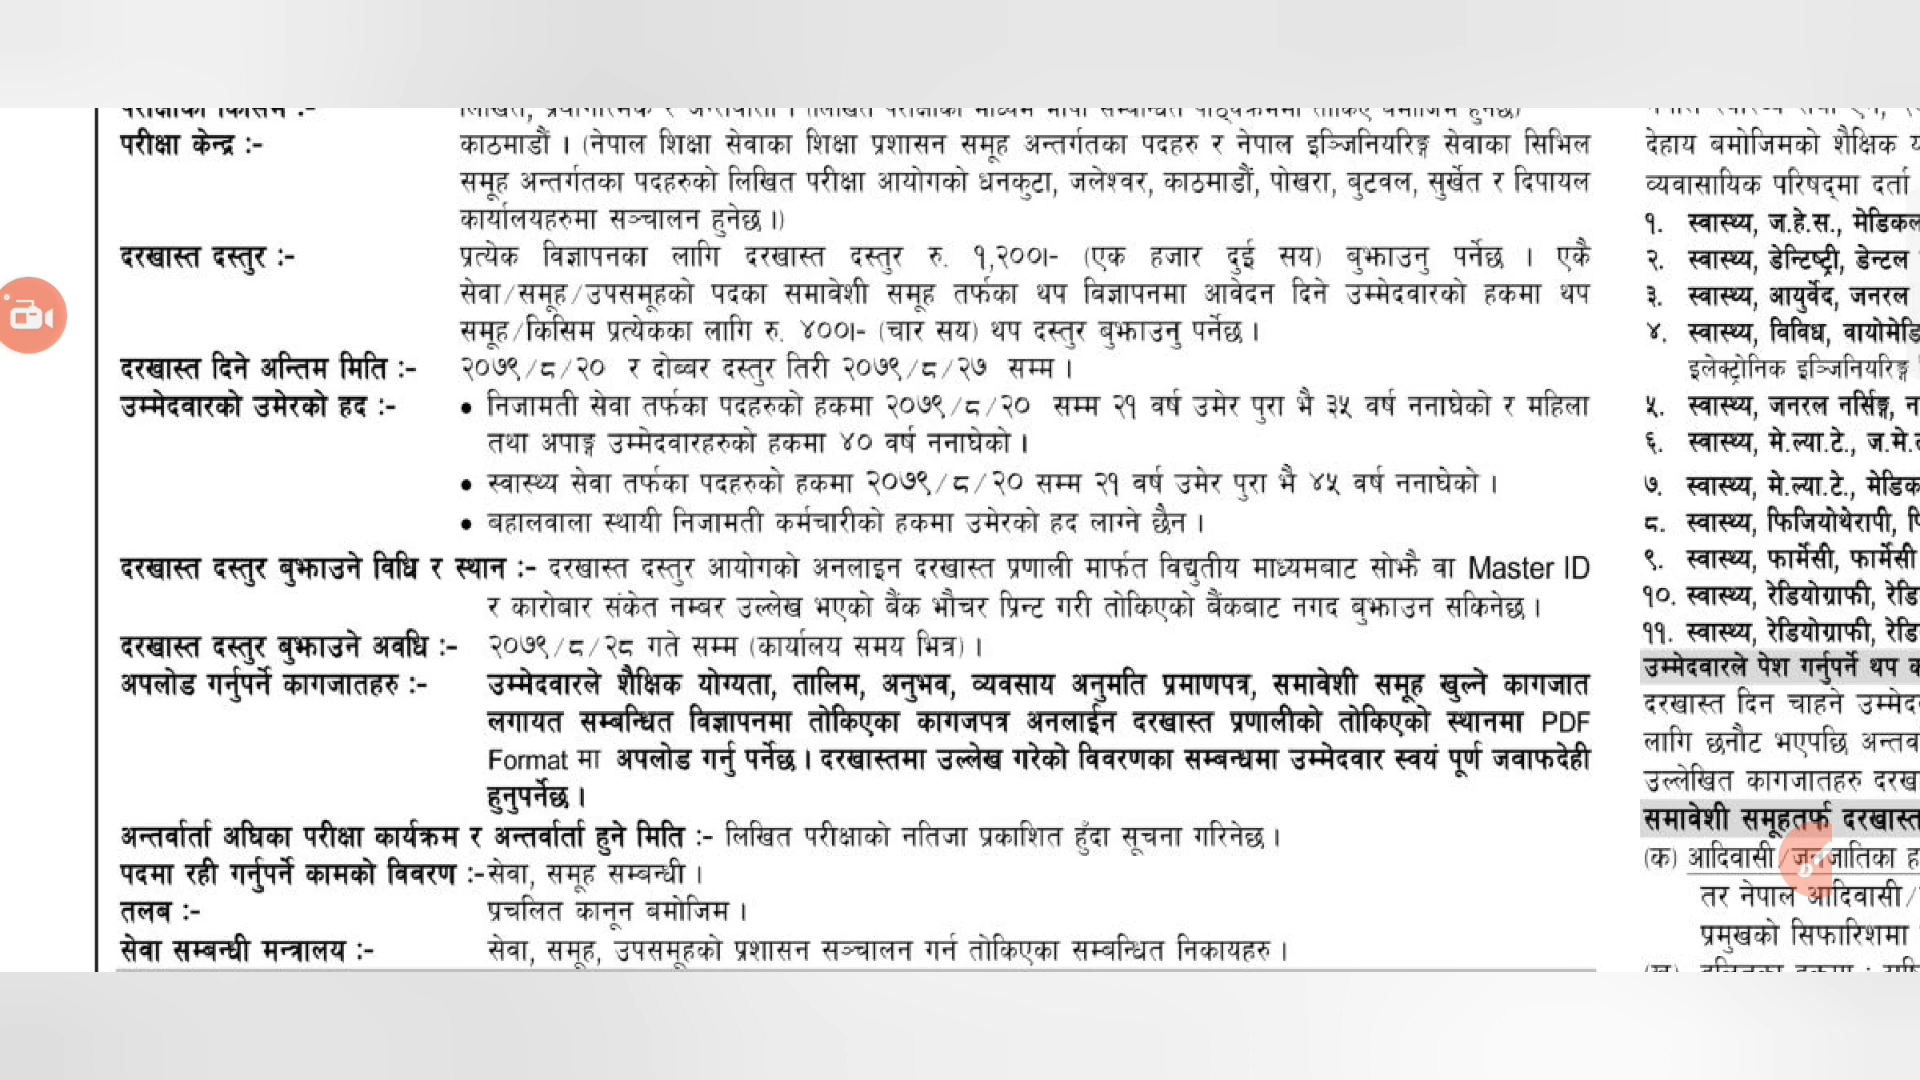 परीक्षा केन्द्र :-
काठमाडौं । (नेपाल शिक्षा सेवाका शिक्षा प्रशासन समूह अन्तर्गतका पदहरु र नेपाल इञ्जिनियरिङ्ग सेवाका सिभिल
समूह अन्तर्गतका पदहरुको लिखित परीक्षा आयोगको धनकुटा, जलेश्वर, काठमाडौं, पोखरा, बुटवल, सुर्खेत र दिपायल
कार्यालयहरुमा सञ्चालन हुनेछ ।)
दरखास्त दस्तुर :-
प्रत्येक विज्ञापनका लागि दरखास्त दस्तुर रु. १,२००।- (एक हजार दुई सय) बुझाउनु पर्नेछ । एकै
सेवा/समूह/उपसमूहको पदका समावेशी समूह तर्फका थप विज्ञापनमा आवेदन दिने उम्मेदवारको हकमा थप
समूह/किसिम प्रत्येकका लागि रु. ४००।- (चार सय) थप दस्तुर बुझाउनु पर्नेछ ।
दरखास्त दिने अन्तिम मिति :- २०७९/८/२० र दोब्बर दस्तुर तिरी २०७९/८/२७ सम्म ।
उम्मेदवारको उमेरको हद :-
• निजामती सेवा तर्फका पदहरुको हकमा २०७९/८/२० सम्म २१ वर्ष उमेर पुरा भै ३५ वर्ष ननाघेको र महिला
तथा अपाङ्ग उम्मेदवारहरुको हकमा ४० वर्ष ननाघेको ।
• स्वास्थ्य सेवा तर्फका पदहरुको हकमा २०७९/८/२० सम्म २१ वर्ष उमेर पुरा भै ४५ वर्ष ननाघेको ।
• बहालवाला स्थायी निजामती कर्मचारीको हकमा उमेरको हद लाग्ने छैन ।
दरखास्त दस्तुर बुझाउने विधि र स्थान :- दरखास्त दस्तुर आयोगको अनलाइन दरखास्त प्रणाली मार्फत विद्युतीय माध्यमबाट सोझै वा Master ID
र कारोबार संकेत नम्बर उल्लेख भएको बैंक भौचर प्रिन्ट गरी तोकिएको बैंकबाट नगद बुझाउन सकिनेछ ।
दरखास्त दस्तुर बुझाउने अवधि :- २०७९/८/२८ गते सम्म (कार्यालय समय भित्र) ।
अपलोड गर्नुपर्ने कागजातहरु :-
उम्मेदवारले शैक्षिक योग्यता, तालिम, अनुभव, व्यवसाय अनुमति प्रमाणपत्र, समावेशी समूह खुल्ने कागजात
लगायत सम्बन्धित विज्ञापनमा तोकिएका कागजपत्र अनलाईन दरखास्त प्रणालीको तोकिएको स्थानमा PDF
Format मा अपलोड गर्नु पर्नेछ । दरखास्तमा उल्लेख गरेको विवरणका सम्बन्धमा उम्मेदवार स्वयं पूर्ण जवाफदेही
हुनुपर्नेछ ।
अन्तर्वार्ता अघिका परीक्षा कार्यक्रम र अन्तर्वार्ता हुने मिति :- लिखित परीक्षाको नतिजा प्रकाशित हुँदा सूचना गरिनेछ ।
पदमा रही गर्नुपर्ने कामको विवरण :- सेवा, समूह सम्बन्धी ।
तलब :- प्रचलित कानून बमोजिम ।
सेवा सम्बन्धी मन्त्रालय :- सेवा, समूह, उपसमूहको प्रशासन सञ्चालन गर्न तोकिएका सम्बन्धित निकायहरु ।
देहाय बमोजिमको शैक्षिक
व्यवसायिक परिषद्मा दर्ता
१. स्वास्थ्य, ज.हे.स., मेडिकल
२. स्वास्थ्य, डेन्टिष्ट्री, डेन्टल
३. स्वास्थ्य, आयुर्वेद, जनरल
४. स्वास्थ्य, विविध, वायोमेडि
इलेक्ट्रोनिक इञ्जिनियरिङ्ग
५. स्वास्थ्य, जनरल नर्सिङ्ग,
६. स्वास्थ्य, मे.ल्या.टे., ज.मे.
७. स्वास्थ्य, मे.ल्या.टे., मेडिक
८. स्वास्थ्य, फिजियोथेरापी,
९. स्वास्थ्य, फार्मेसी, फार्मेसी
१०. स्वास्थ्य, रेडियोग्राफी, रेडि
११. स्वास्थ्य, रेडियोग्राफी, रेडि
उम्मेदवारले पेश गर्नुपर्ने थप
दरखास्त दिन चाहने
लागि छनौट भएपछि
उल्लेखित कागजातहरु
समावेशी समूहतर्फ दरखास्त
(क) आदिवासी/जनजातिका
तर नेपाल आदिवासी/
प्रमुखको सिफारिशमा